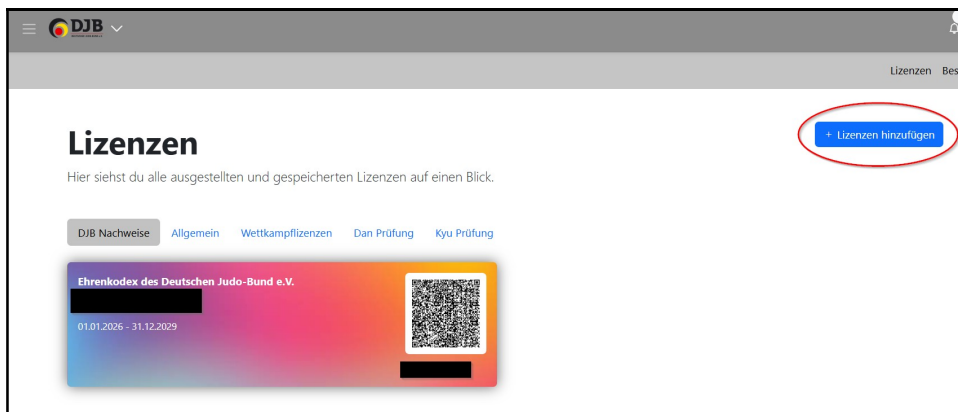 DJB
Lizenzen Bes
Lizenzen
+ Lizenzen hinzufügen
Hier siehst du alle ausgestellten und gespeicherten Lizenzen auf einen Blick.
DJB Nachweise Allgemein Wettkampflizenzen Dan Prüfung Kyu Prüfung
Ehrenkodex des Deutschen Judo-Bund e.V.
01.01.2026 - 31.12.2029